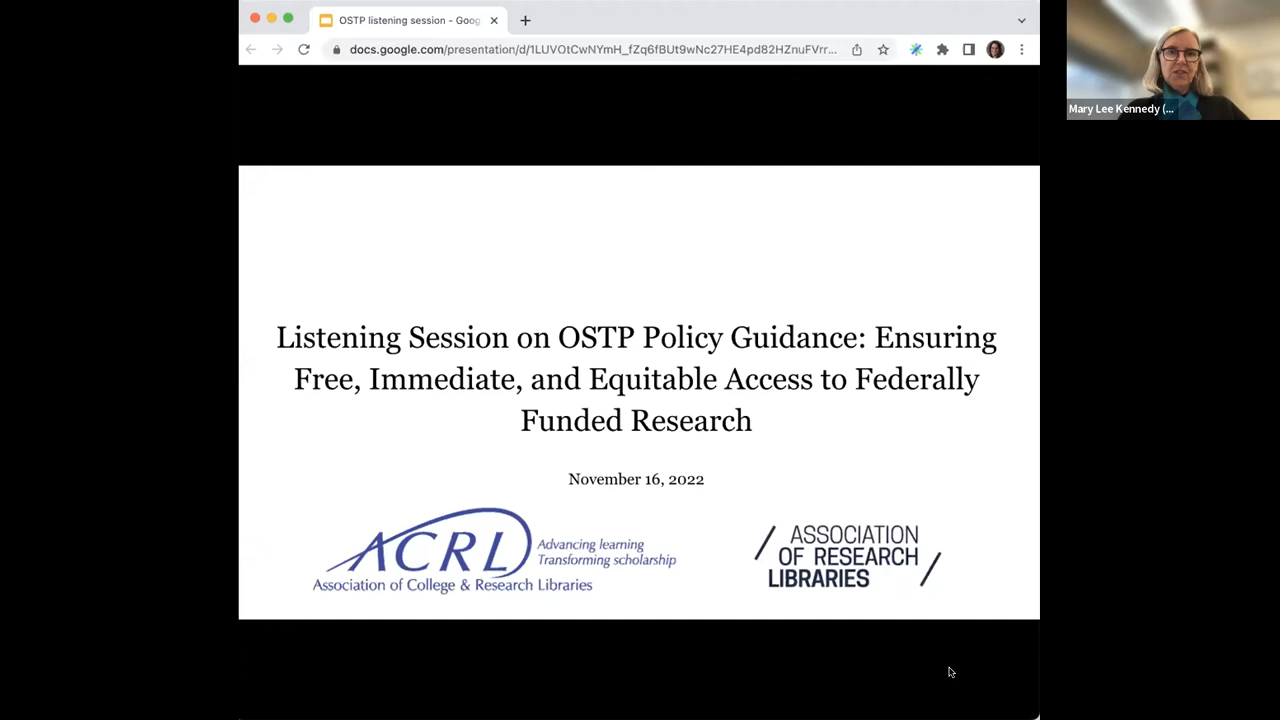 OSTP listening session - Goog
docs.google.com/presentation/d/1LUVOtCwNYmH_fZq6fBUt9wNc27HE4pd82HZnuFVrr...
Mary Lee Kennedy (...
Listening Session on OSTP Policy Guidance: Ensuring
Free, Immediate, and Equitable Access to Federally
Funded Research
November 16, 2022
ACRL
Advancing learning
Transforming scholarship
Association of College & Research Libraries
ASSOCIATION
OF RESEARCH
LIBRARIES